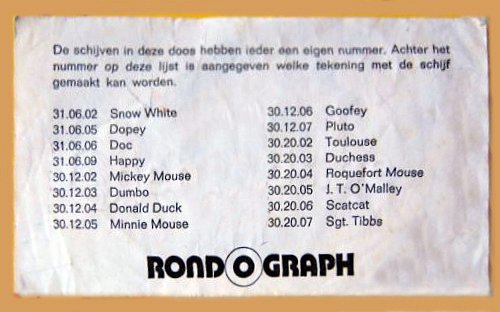 De schijven in deze doos hebben ieder een eigen nummer. Achter het
nummer op deze lijst is aangegeven welke tekening met de schijf
gemaakt kan worden.
31.06.02 Snow White
31.06.05 Dopey
31.06.06 Doc
31.06.09 Happy
30.12.02 Mickey Mouse
30.12.03 Dumbo
30.12.04 Donald Duck
30.12.05 Minnie Mouse
30.12.06 Goofey
30.12.07 Pluto
30.20.02 Toulouse
30.20.03 Duchess
30.20.04 Roquefort Mouse
30.20.05 J. T. O'Malley
30.20.06 Scatcat
30.20.07 Sgt. Tibbs
ROND O GRAPH